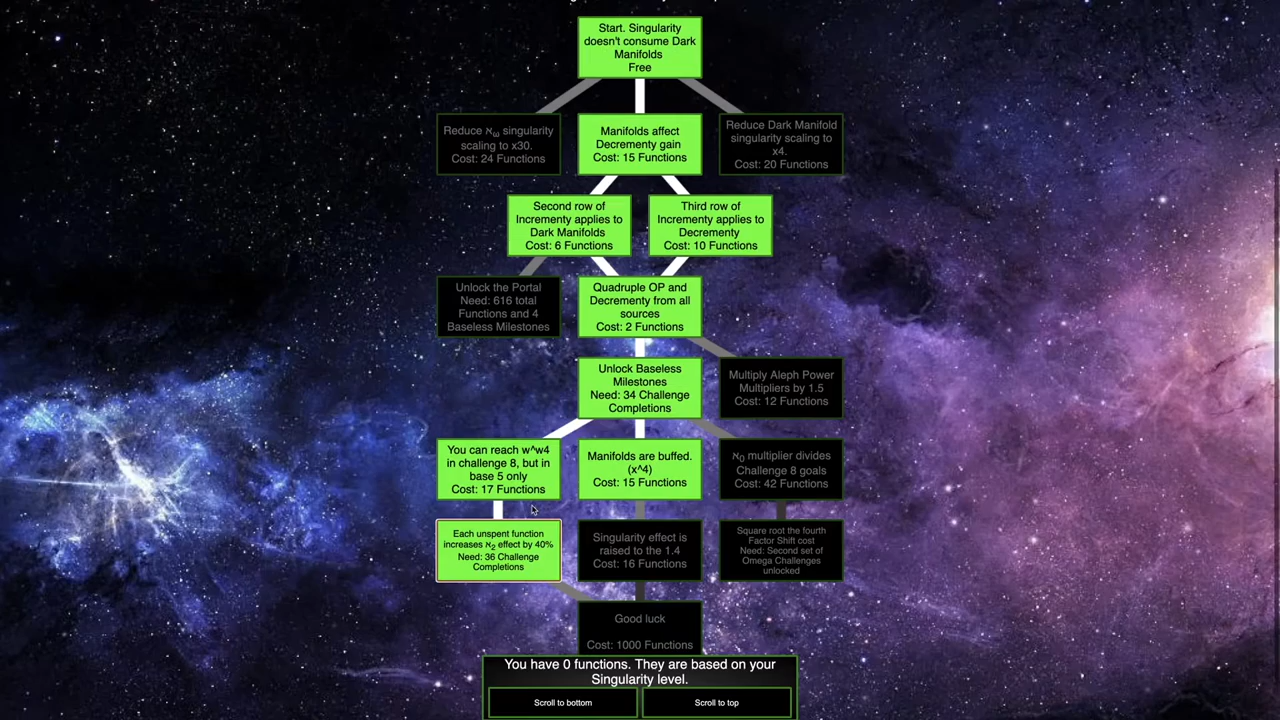 Start. Singularity
doesn't consume Dark
Manifolds
Free
Reduce ℵω singularity
scaling to x30.
Cost: 24 Functions
Manifolds affect
Decrementy gain
Cost: 15 Functions
Reduce Dark Manifold
singularity scaling to
x4.
Cost: 20 Functions
Second row of
Incrementy applies to
Dark Manifolds
Cost: 6 Functions
Third row of
Incrementy applies to
Decrementy
Cost: 10 Functions
Unlock the Portal
Need: 616 total
Functions and 4
Baseless Milestones
Quadruple OP and
Decrementy from all
sources
Cost: 2 Functions
Unlock Baseless
Milestones
Need: 34 Challenge
Completions
Multiply Aleph Power
Multipliers by 1.5
Cost: 12 Functions
You can reach w^w4
in challenge 8, but in
base 5 only
Cost: 17 Functions
Manifolds are buffed.
(x^4)
Cost: 15 Functions
ℵ0 multiplier divides
Challenge 8 goals
Cost: 42 Functions
Each unspent function
increases ℵ2 effect by 40%
Need: 36 Challenge
Completions
Singularity effect is
raised to the 1.4
Cost: 16 Functions
Square root the fourth
Factor Shift cost
Need: Second set of
Omega Challenges
unlocked
Good luck
Cost: 1000 Functions
You have 0 functions. They are based on your
Singularity level.
Scroll to bottom
Scroll to top